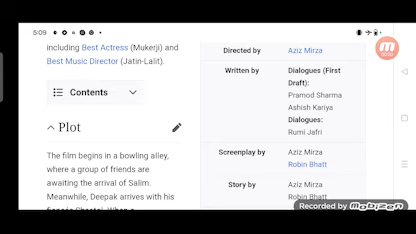 5:09
including Best Actress (Mukerji) and
Best Music Director (Jatin-Lalit).
Contents
Plot
The film begins in a bowling alley,
where a group of friends are
awaiting the arrival of Salim.
Meanwhile, Deepak arrives with his
Directed by Aziz Mirza
Written by Dialogues (First
Draft):
Pramod Sharma
Ashish Kariya
Dialogues:
Rumi Jafri
Screenplay by Aziz Mirza
Robin Bhatt
Story by Aziz Mirza
Robin Bhatt
Recorded by Mobizen